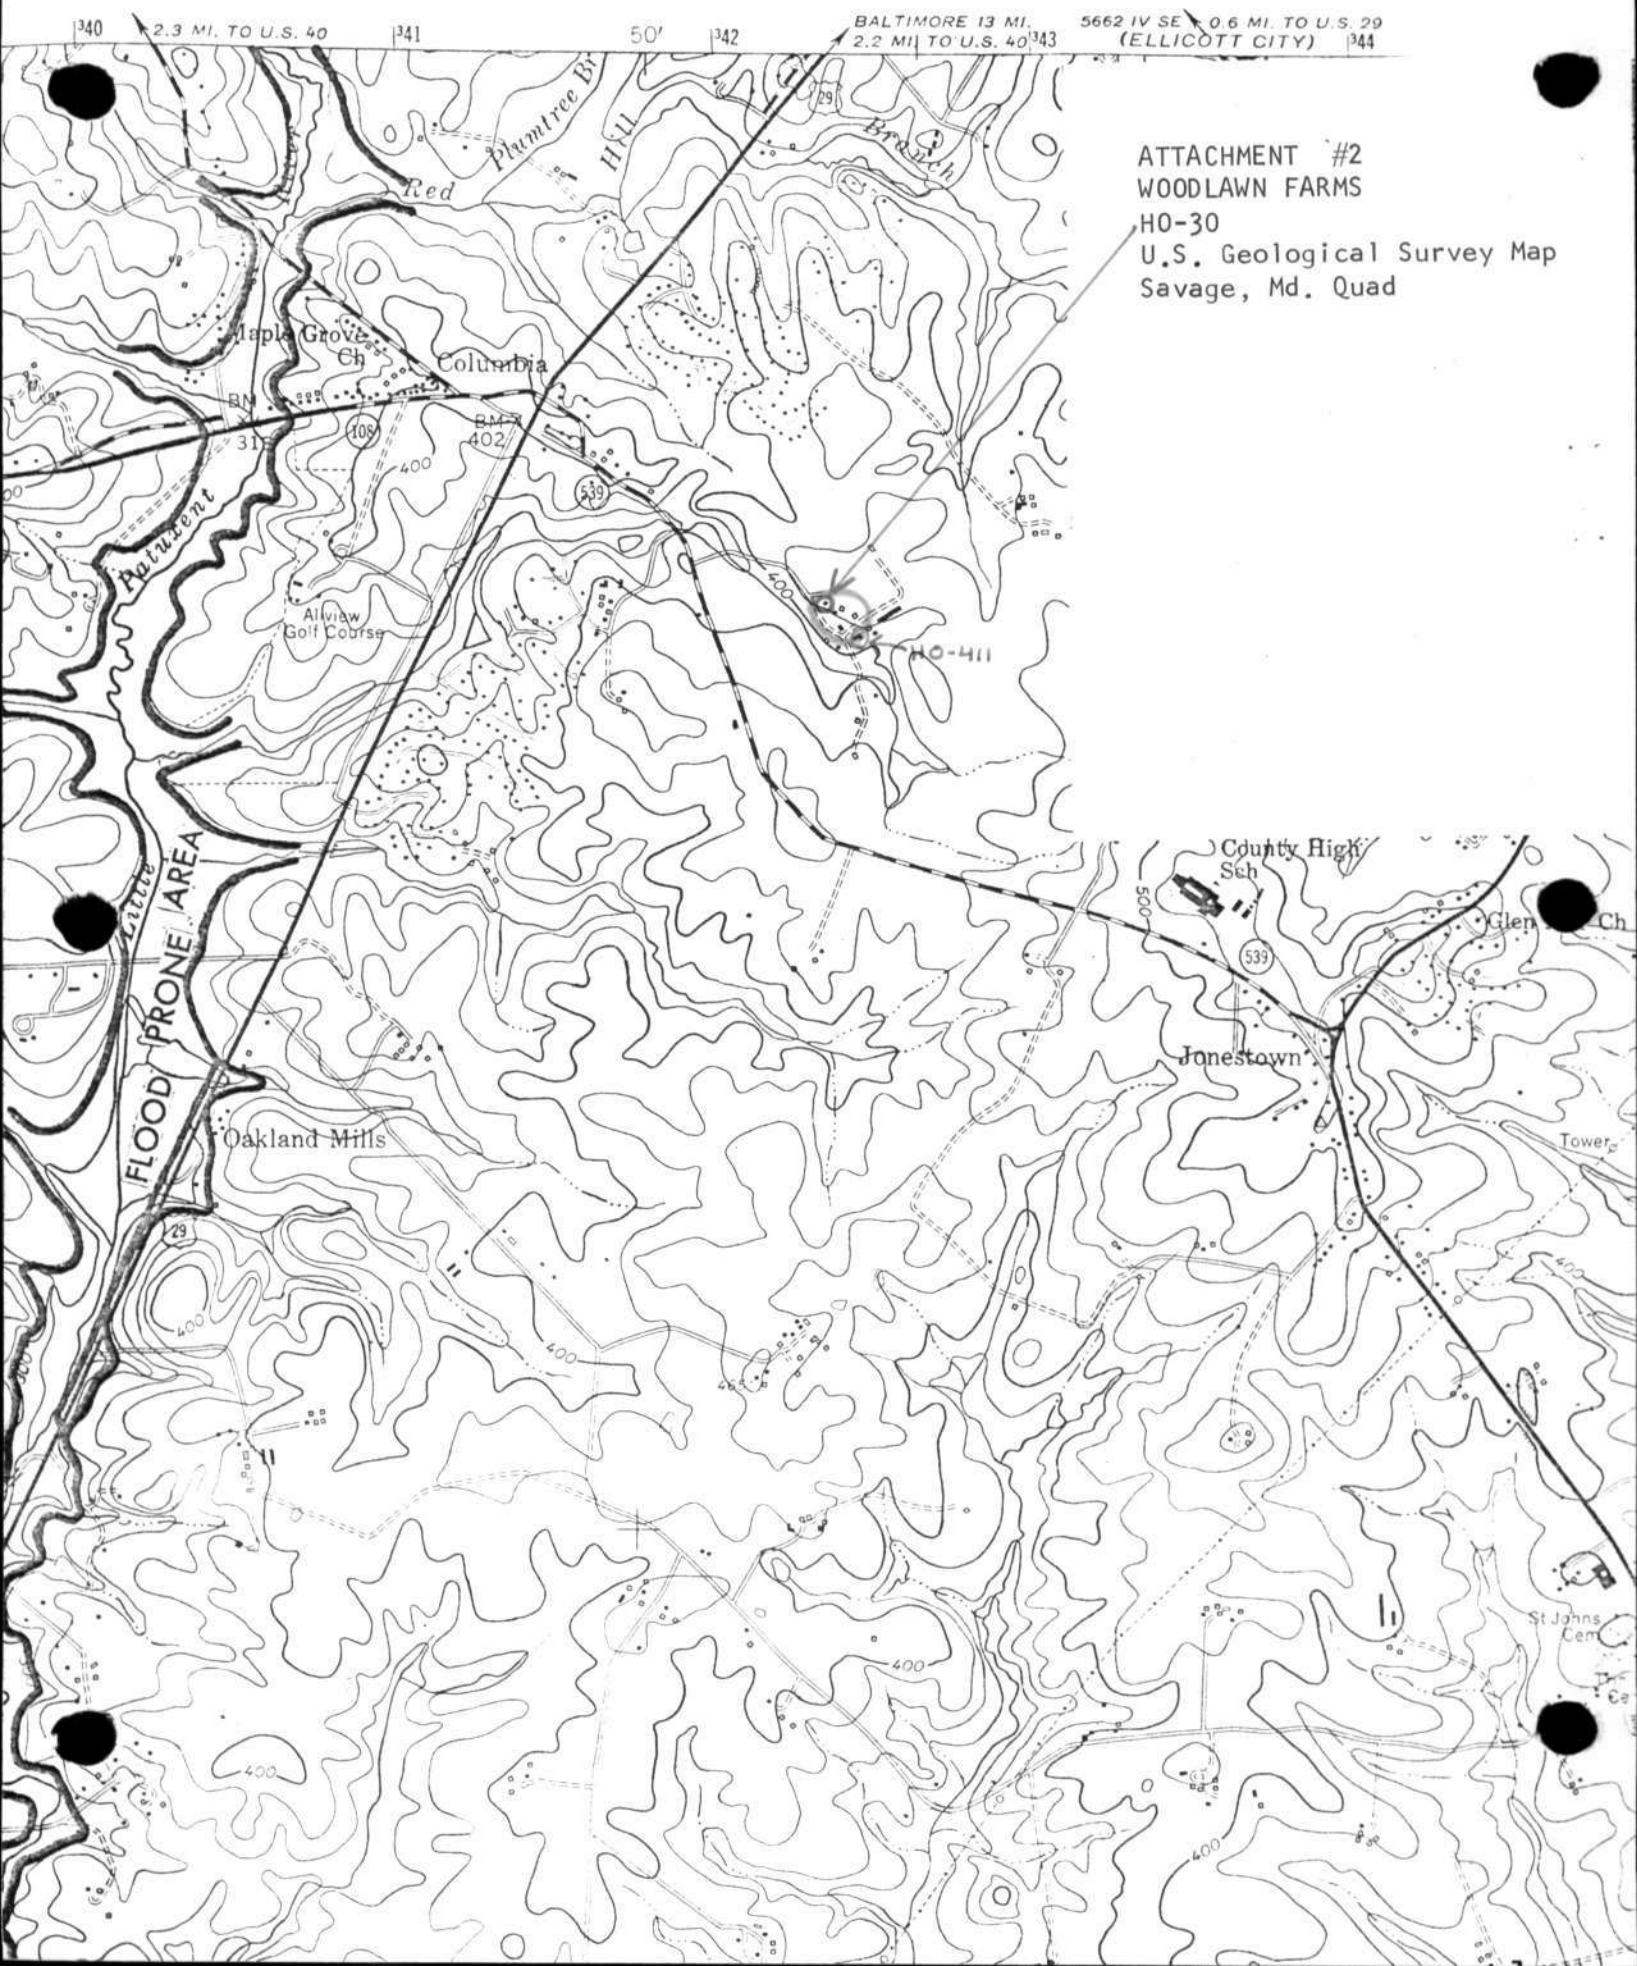 340
2.3 MI. TO U.S. 40
341
50'
342
BALTIMORE 13 MI.
2.2 MI. TO U.S. 40
343
5662 IV SE 0.6 MI. TO U.S. 29
(ELLICOTT CITY)
344
29
Plumtree Br
Hill
Branch
Red
River
ATTACHMENT #2
WOODLAWN FARMS
HO-30
U.S. Geological Survey Map
Savage, Md. Quad
Maple Grove
Ch
Columbia
BM
108
BM
402
400
539
Patuxent
Allview
Golf Course
400
HO-411
County High
Sch
500
Glen
Ch
539
Little
FLOOD PRONE AREA
Jonestown
Oakland Mills
Tower
29
400
400
300
400
465
St Johns
Cem
400
400
400